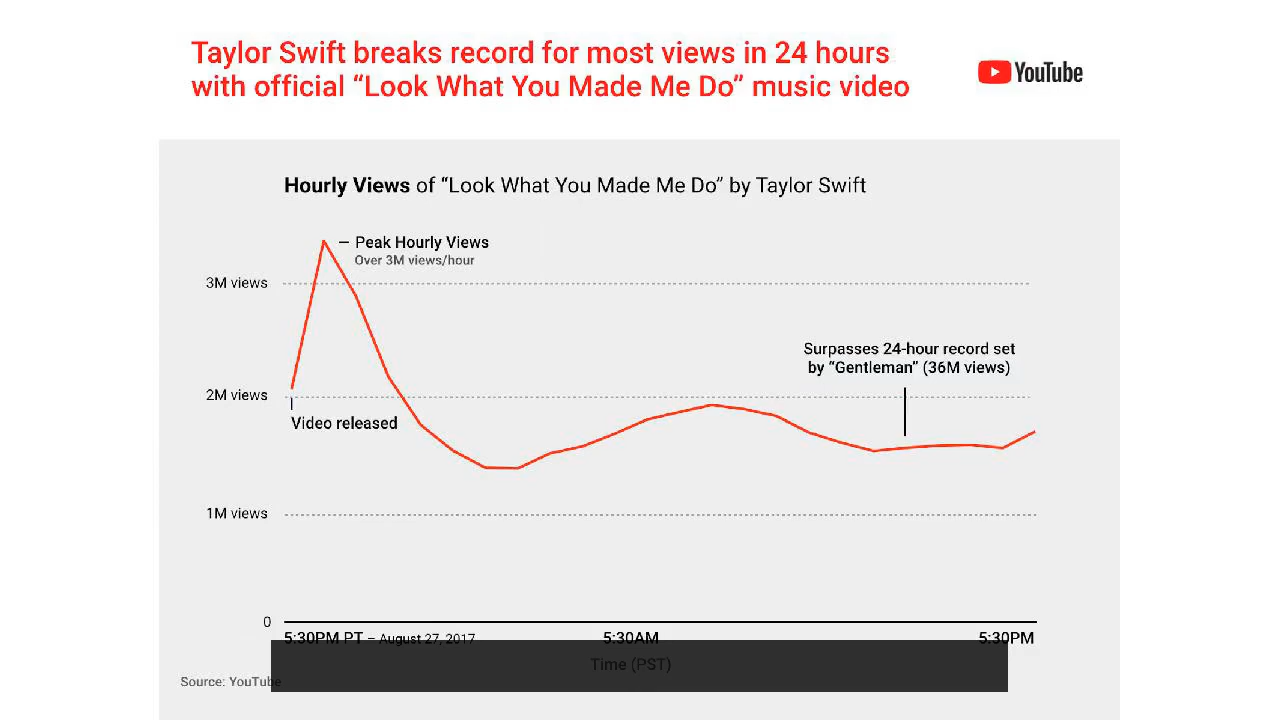 Taylor Swift breaks record for most views in 24 hours
with official “Look What You Made Me Do” music video
YouTube
Hourly Views of “Look What You Made Me Do” by Taylor Swift
— Peak Hourly Views
Over 3M views/hour
3M views
Surpasses 24-hour record set
by “Gentleman” (36M views)
2M views
Video released
1M views
0
5:30PM PT – August 27, 2017
5:30AM
5:30PM
Time (PST)
Source: YouTube